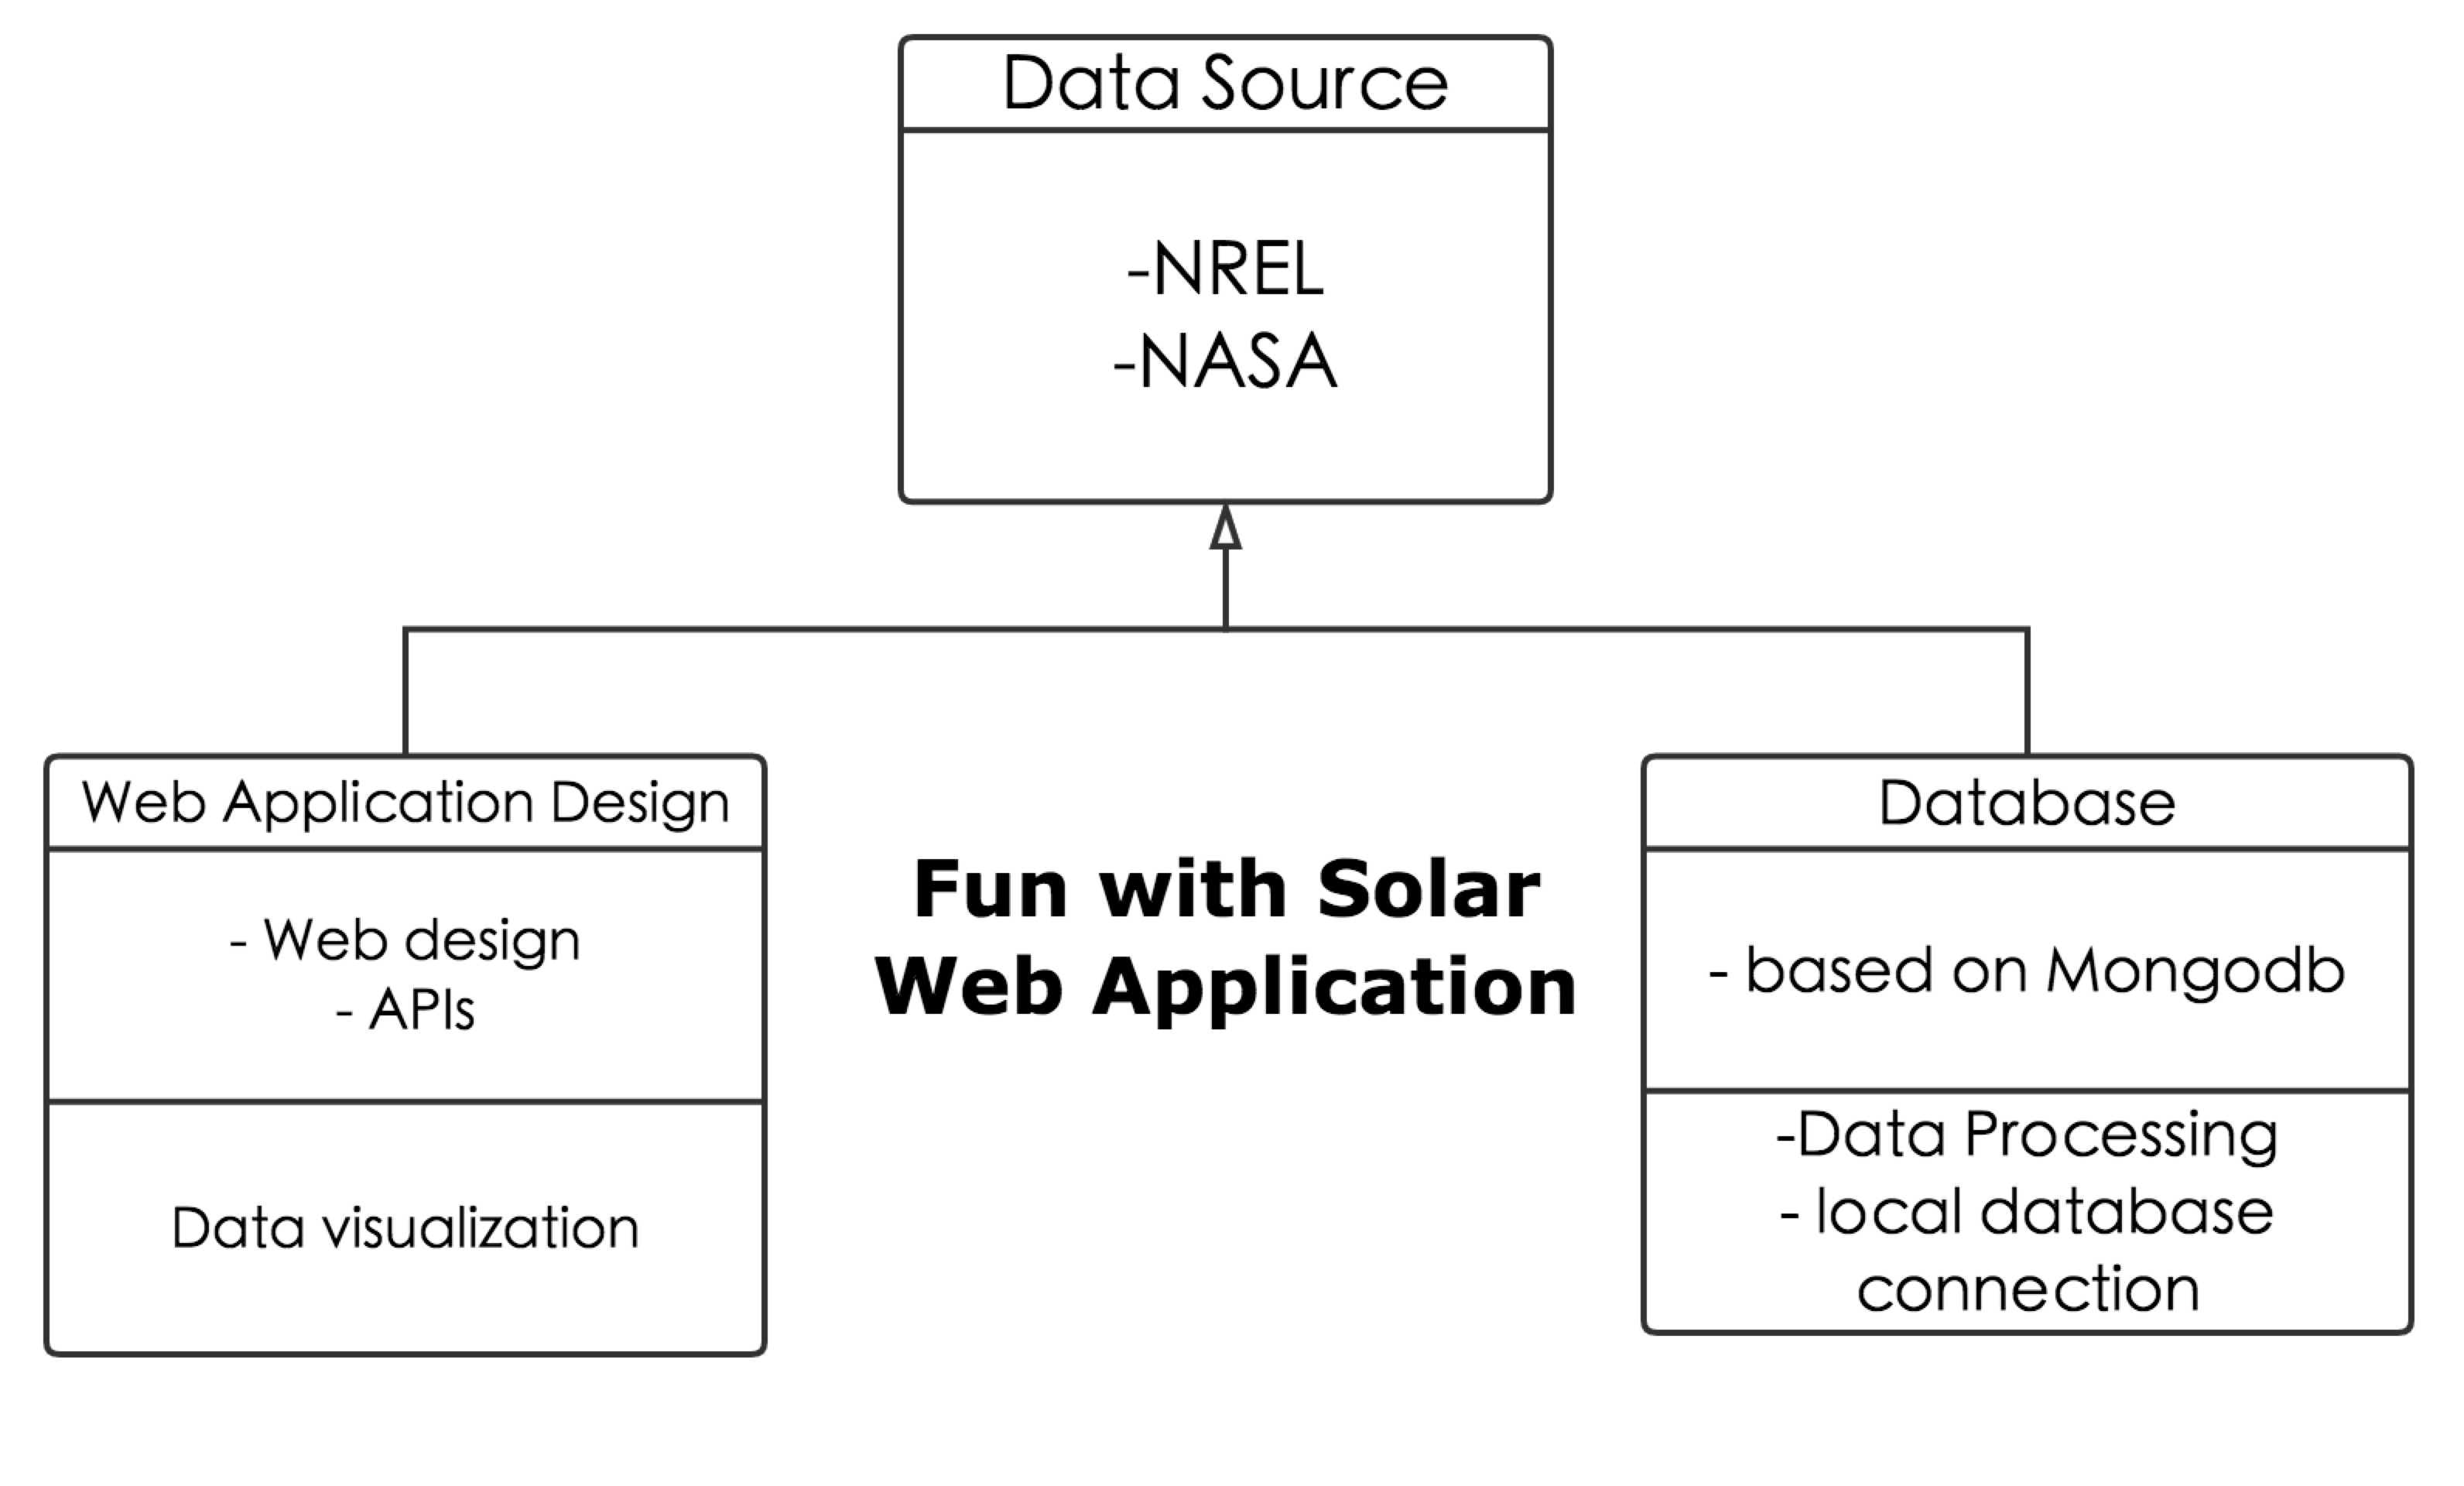 Data Source
-NREL
-NASA
Web Application Design
- Web design
- APIs
Data visualization
Fun with Solar
Web Application
Database
- based on Mongodb
-Data Processing
- local database
connection